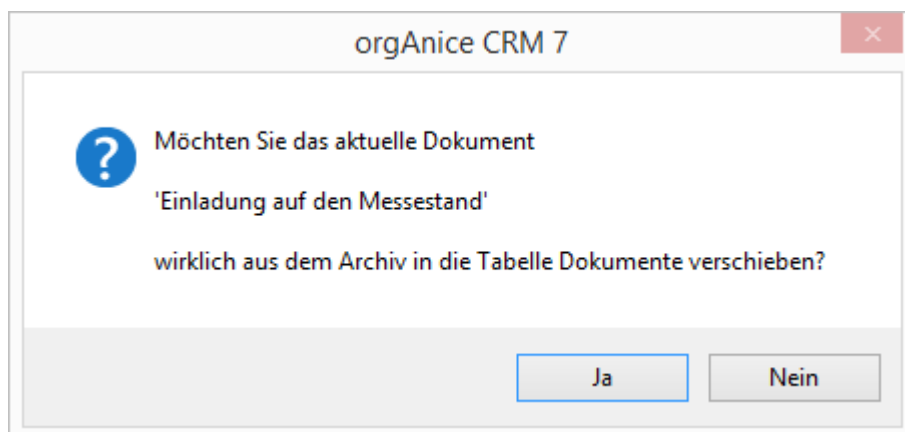 orgAnice CRM 7
Möchten Sie das aktuelle Dokument
'Einladung auf den Messestand'
wirklich aus dem Archiv in die Tabelle Dokumente verschieben?
Ja
Nein